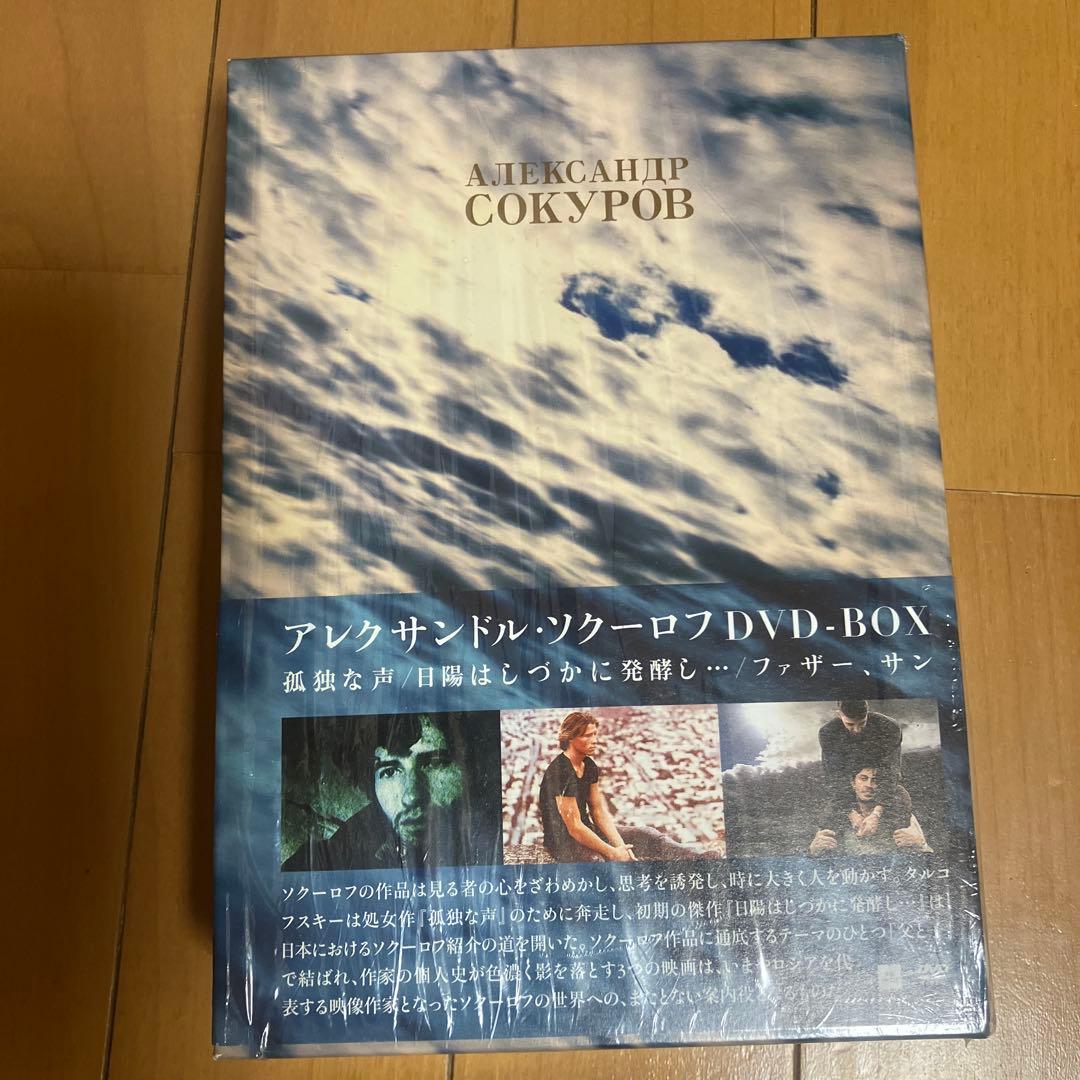 АЛЕКСАНДР
СОКУРОВ
アレクサンドル・ソクーロフDVD-BOX
孤独な声/日陽はしづかに発酵し…/ファザー、サン
ソクーロフの作品は見る者の心をざわめかし、思考を誘発し、時に大きく人を動かす。タルコ
フスキーは処女作『孤独な声』のために奔走し、初期の傑作『日陽はしづかに発酵し…』は、
日本におけるソクーロフ紹介の道を開いた。ソクーロフ作品に通底するテーマのひとつ「父と子」
で結ばれ、作家の個人史が色濃く影を落とす3つの映画は、いまやロシアを代
表する映像作家となったソクーロフの世界への、またとない案内役と